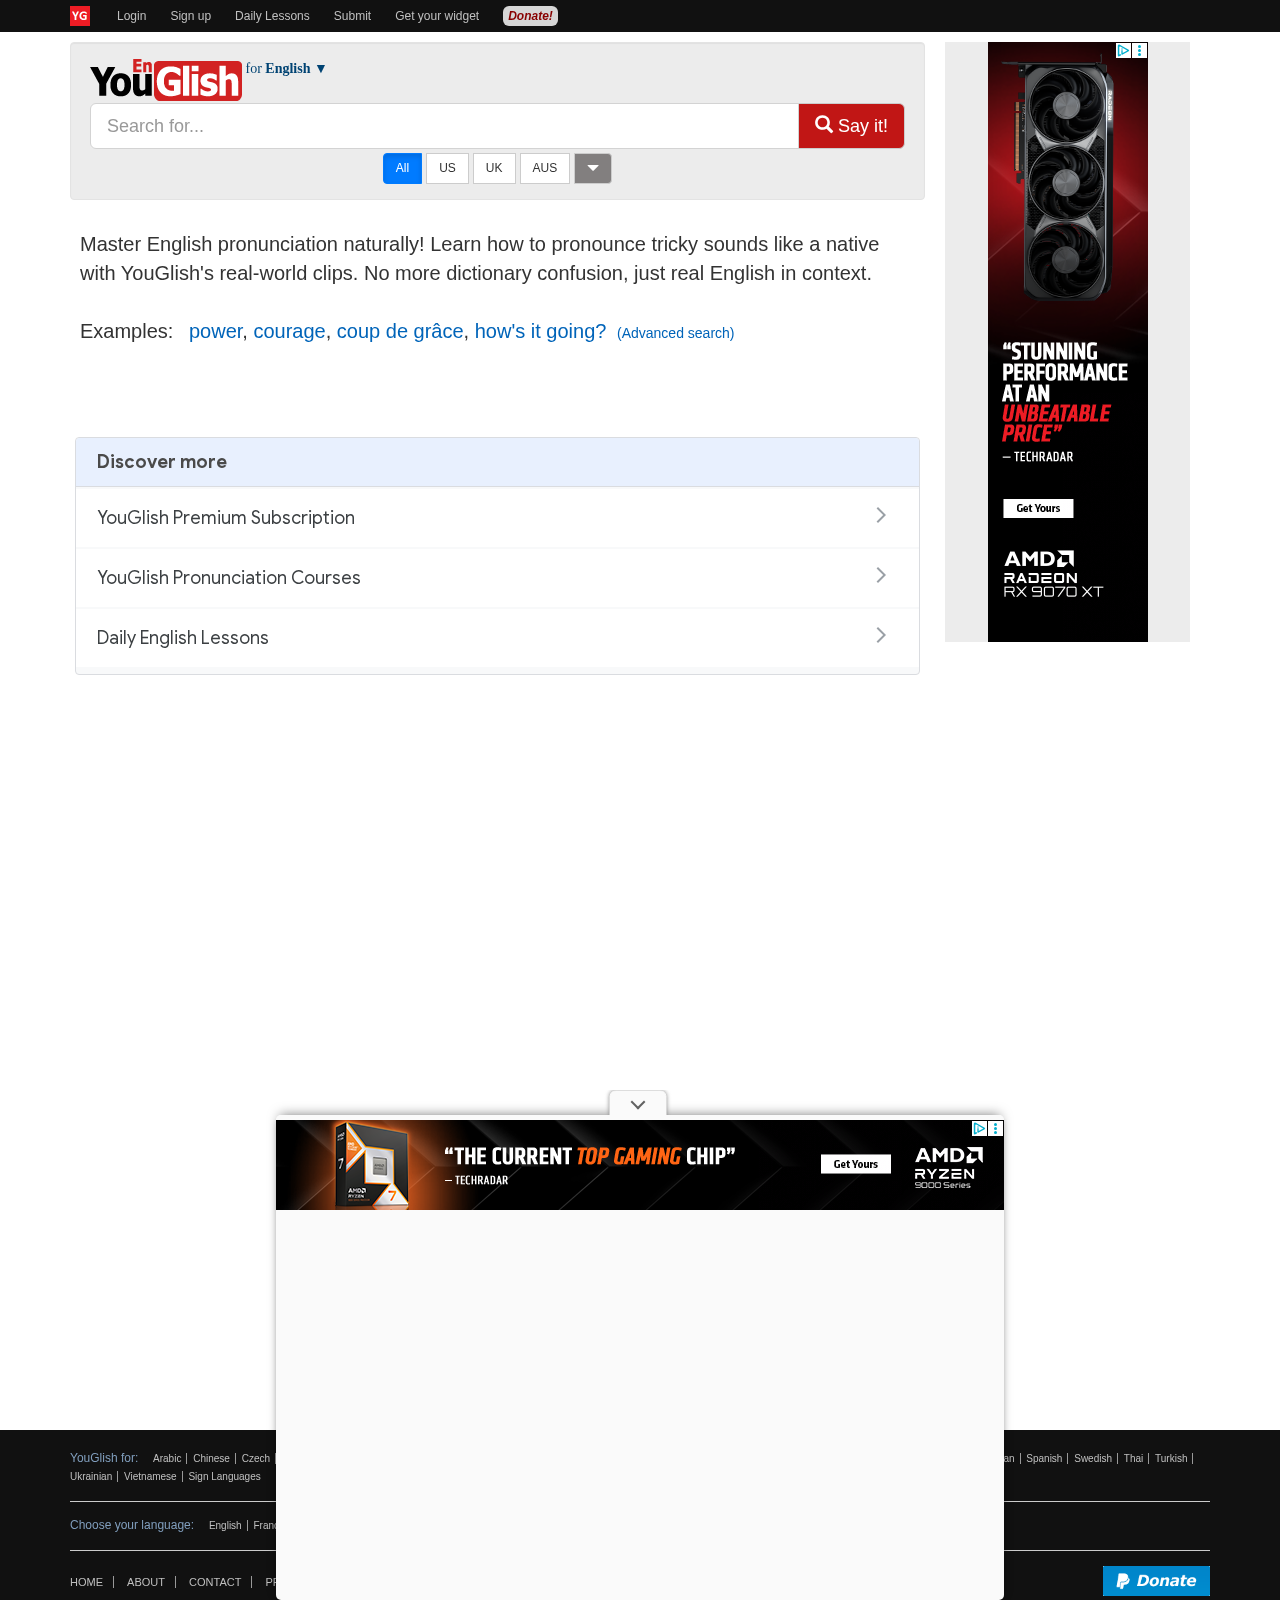 YG Login Sign up Daily Lessons Submit Get your widget Donate!
YouEnGlish for English ▼
Search for... Say it!
All US UK AUS
Master English pronunciation naturally! Learn how to pronounce tricky sounds like a native
with YouGlish's real-world clips. No more dictionary confusion, just real English in context.
Examples: power, courage, coup de grâce, how's it going? (Advanced search)
Discover more
YouGlish Premium Subscription
YouGlish Pronunciation Courses
Daily English Lessons
RADEON
“STUNNING
PERFORMANCE
AT AN
UNBEATABLE
PRICE”
— TECHRADAR
Get Yours
AMD
RADEON
RX 9070 XT
“THE CURRENT TOP GAMING CHIP”
— TECHRADAR
Get Yours
AMD
RYZEN
9000 Series
AMD
RYZEN
7
YouGlish for: Arabic Chinese Czech Spanish Swedish Thai Turkish
Ukrainian Vietnamese Sign Languages
Choose your language: English
HOME ABOUT CONTACT
Donate